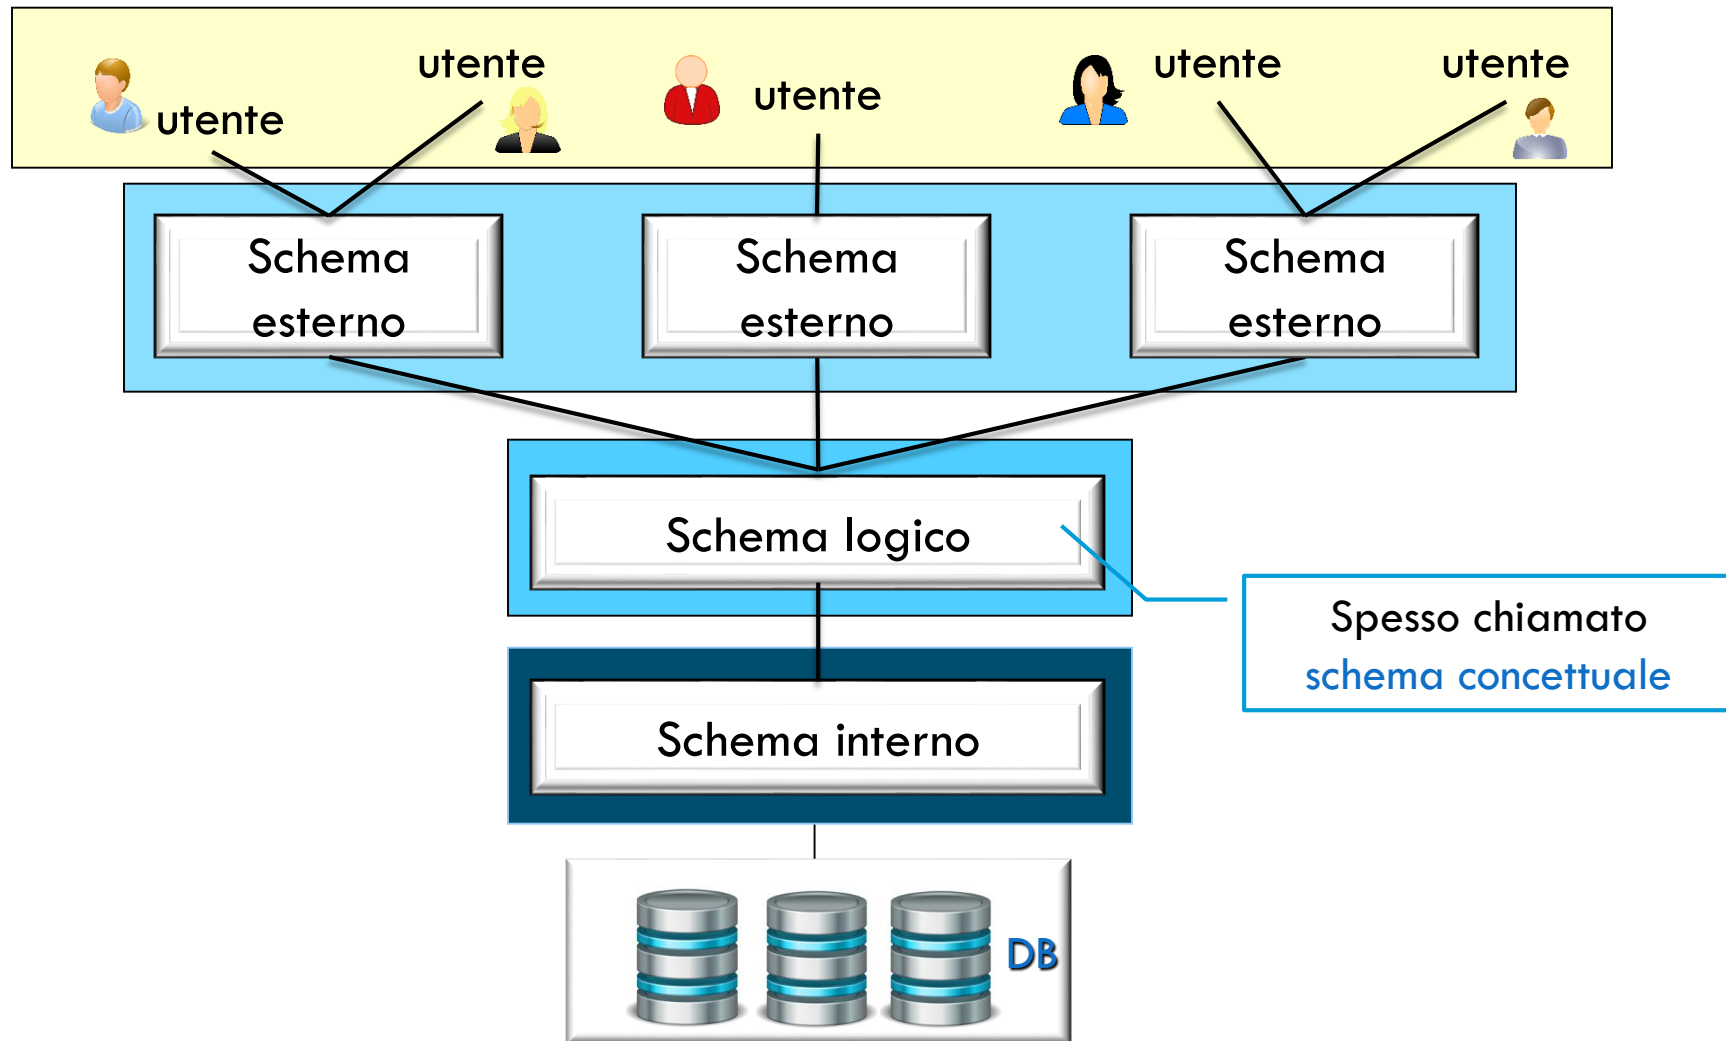 utente
utente
utente
utente
utente
Schema
esterno
Schema
esterno
Schema
esterno
Schema logico
Spesso chiamato
schema concettuale
Schema interno
DB